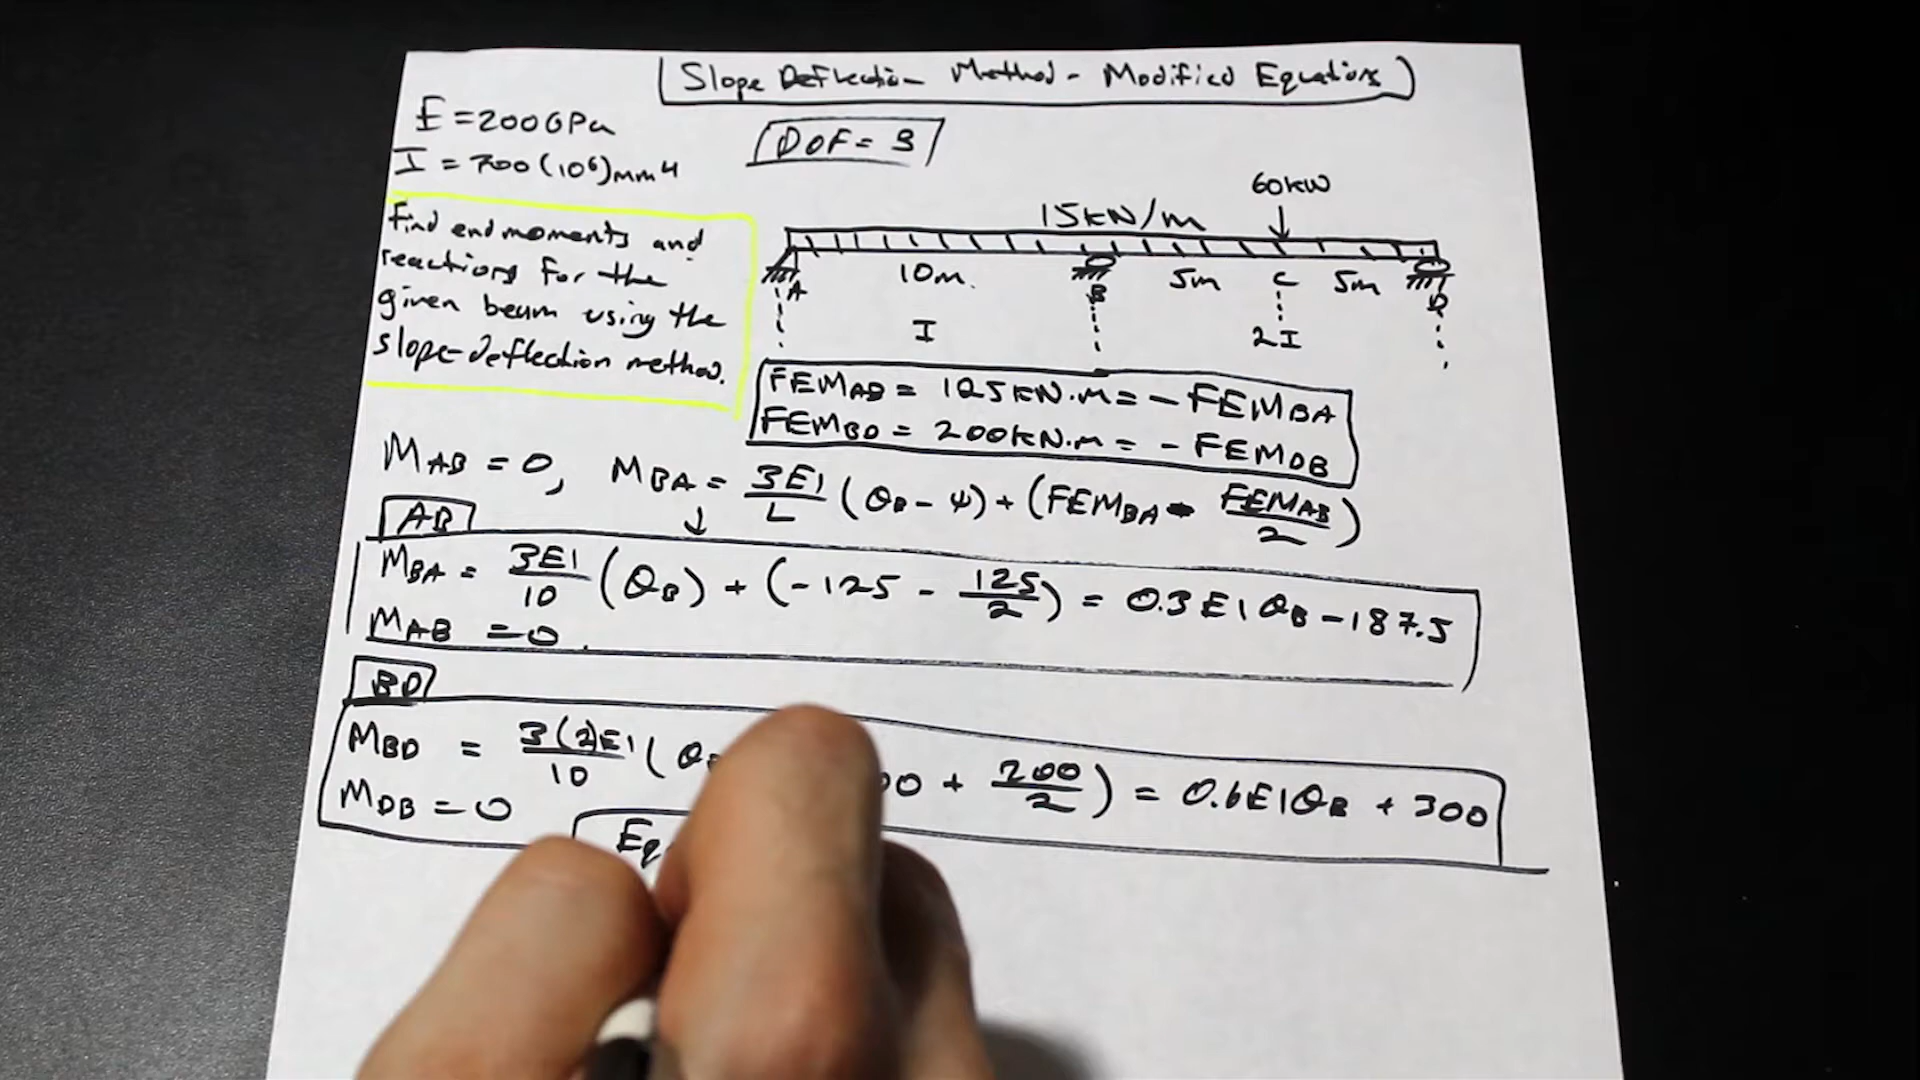 Slope Deflection Method - Modified Equations
E = 200GPa
I = 700(10⁶)mm⁴
DOF = 3
Find end moments and
reactions for the
given beam using the
slope-deflection method.
60kN
15kN/m
10m.
5m
5m
A
B
C
D
I
2I
FEMAB = 125kN.m = - FEMBA
FEMBD = 200kN.m = - FEMDB
MAB = 0, MBA = 3EI/L (θB - ψ) + (FEMBA - FEMAB/2)
AB
MBA = 3EI/10 (θB) + (-125 - 125/2) = 0.3EIθB - 187.5
MAB = 0
BD
MBD = 3(2)EI/10 (θ 00 + 200/2) = 0.6EIθB + 300
MDB = 0
Eq